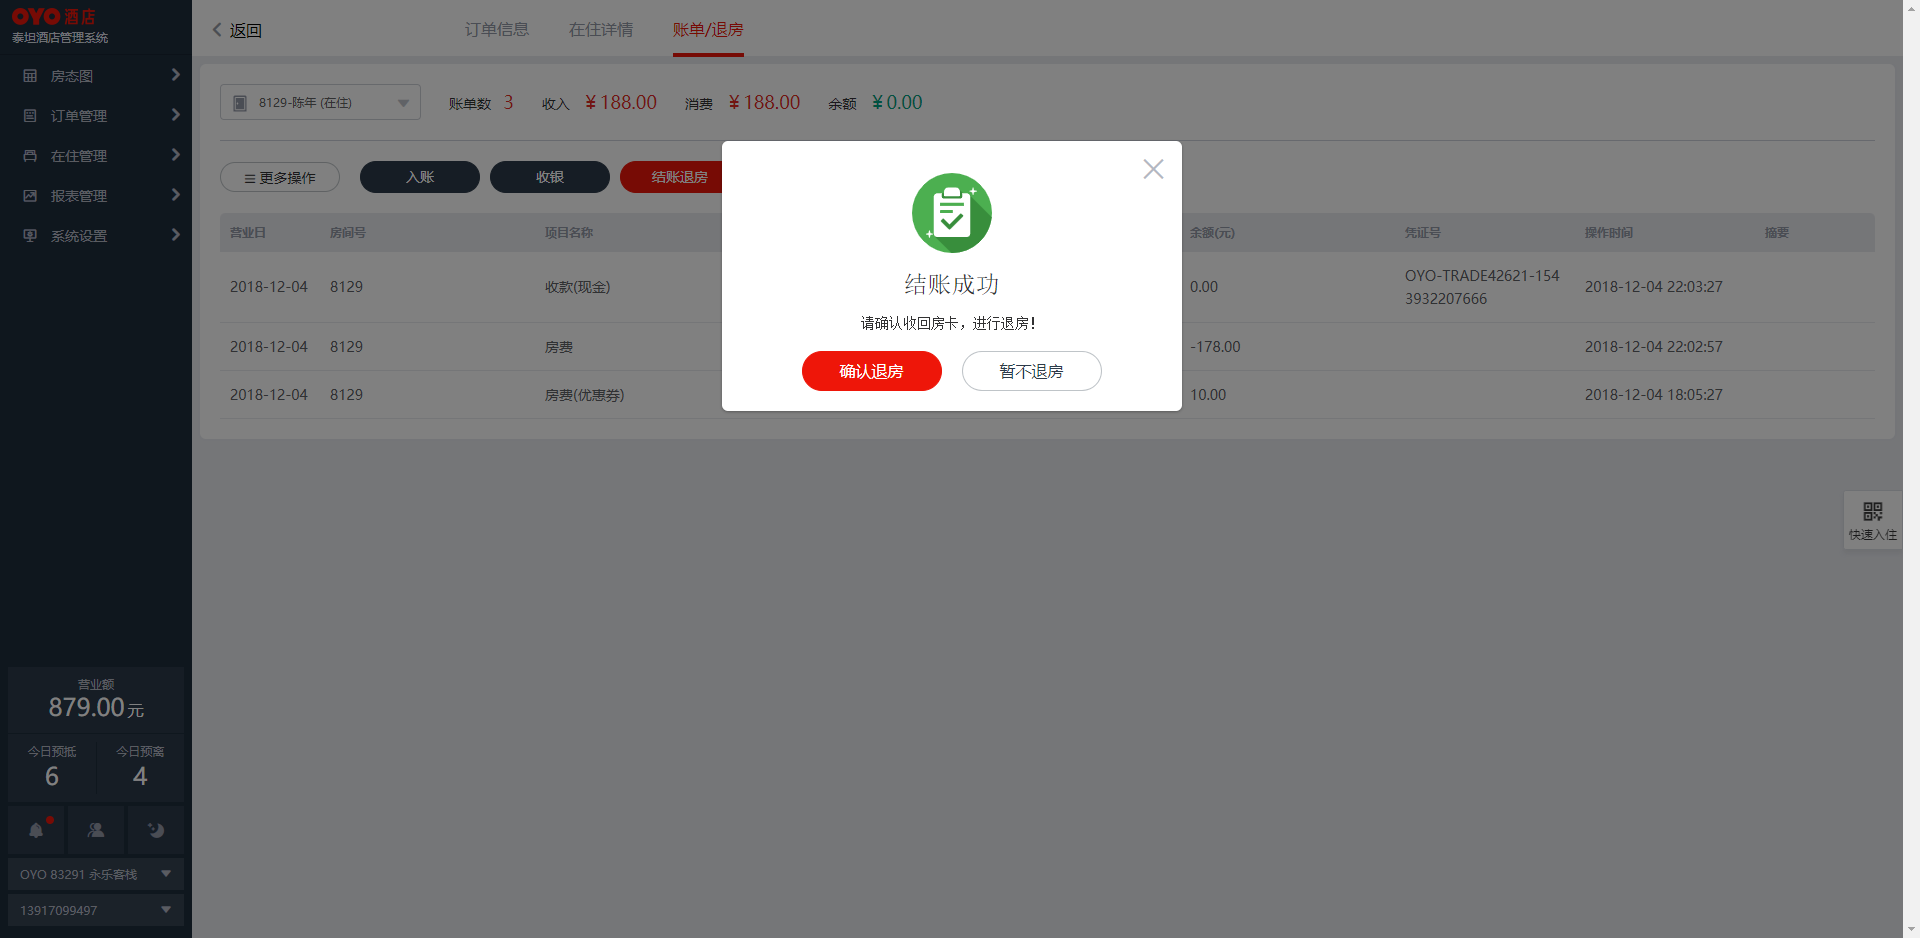 OYO 酒店
泰坦酒店管理系统
房态图
订单管理
在住管理
报表管理
系统设置
营业额
879.00元
今日预抵 今日预离
6 4
OYO 83291 永乐客栈
13917099497
返回 订单信息 在住详情 账单/退房
8129-陈年 (在住) 账单数 3 收入 ¥188.00 消费 ¥188.00 余额 ¥0.00
更多操作 入账 收银 结账退房
营业日 房间号 项目名称 余额(元) 凭证号 操作时间 摘要
2018-12-04 8129 收款(现金) 0.00 OYO-TRADE42621-154
3932207666 2018-12-04 22:03:27
2018-12-04 8129 房费 -178.00 2018-12-04 22:02:57
2018-12-04 8129 房费(优惠券) 10.00 2018-12-04 18:05:27
结账成功
请确认收回房卡，进行退房！
确认退房 暂不退房
快速入住